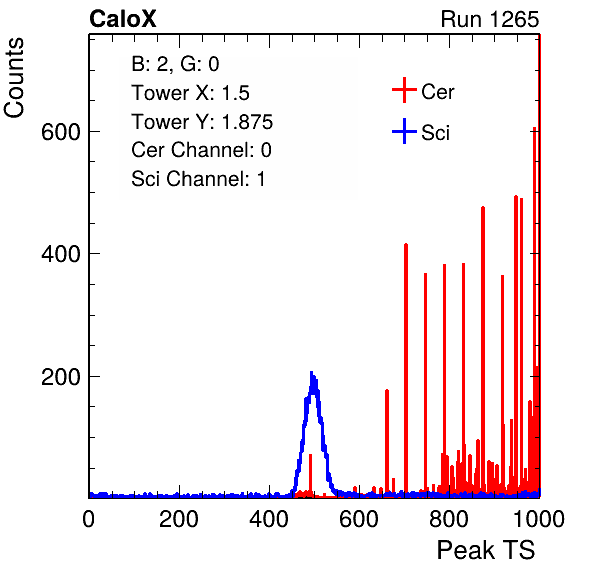 CaloX
Run 1265
Counts
B: 2, G: 0
Tower X: 1.5
Tower Y: 1.875
Cer Channel: 0
Sci Channel: 1
Cer
Sci
600
400
200
0 200 400 600 800 1000
Peak TS